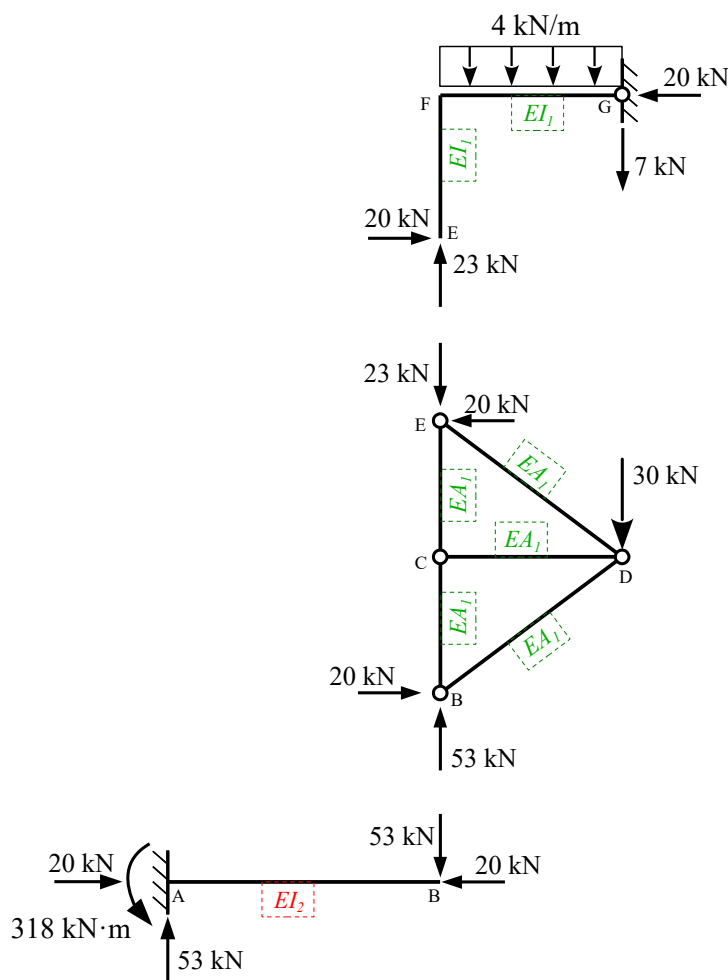 4 kN/m
20 kN
F
G
EI₁
EI₁
7 kN
20 kN
E
23 kN
23 kN
20 kN
E
EA₁
30 kN
EA₁
EA₁
C
D
EA₁
EA₁
20 kN
B
53 kN
53 kN
20 kN
20 kN
A
EI₂
B
318 kN·m
53 kN